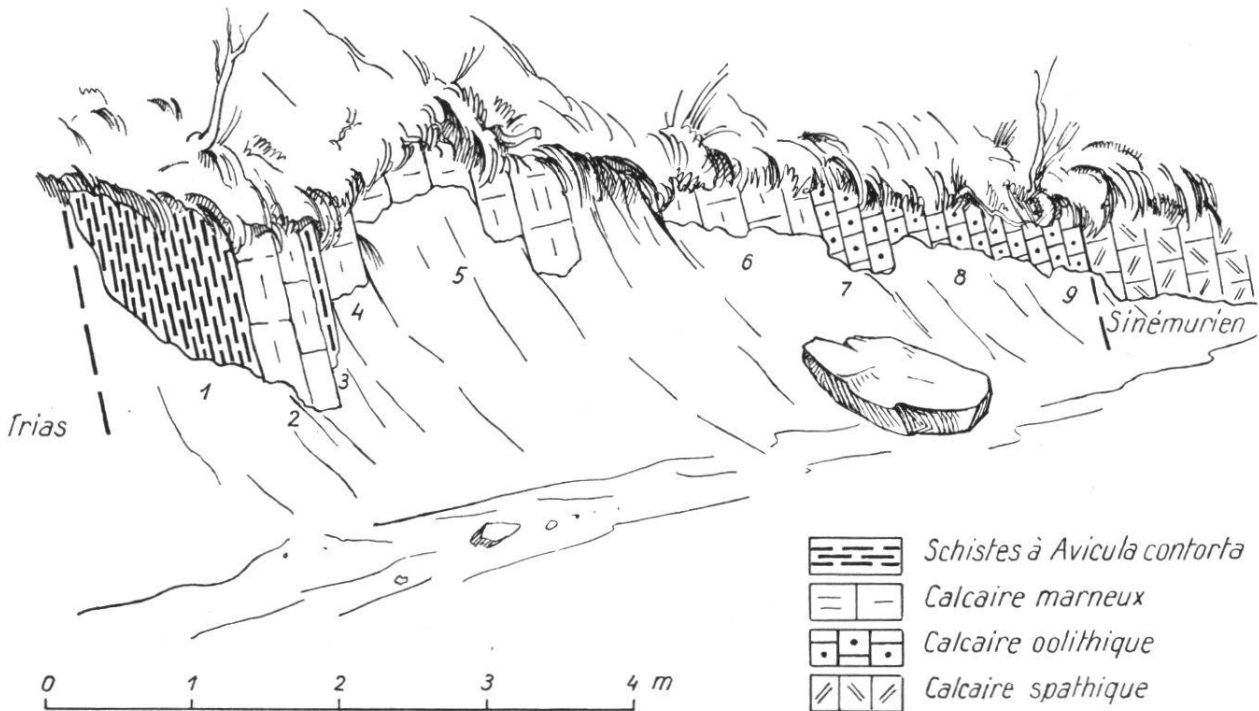 5
6
7
8
9
4
3
1
2
Sinémurien
Trias
Schistes à Avicula contorta
Calcaire marneux
Calcaire oolithique
Calcaire spathique
0 1 2 3 4 m